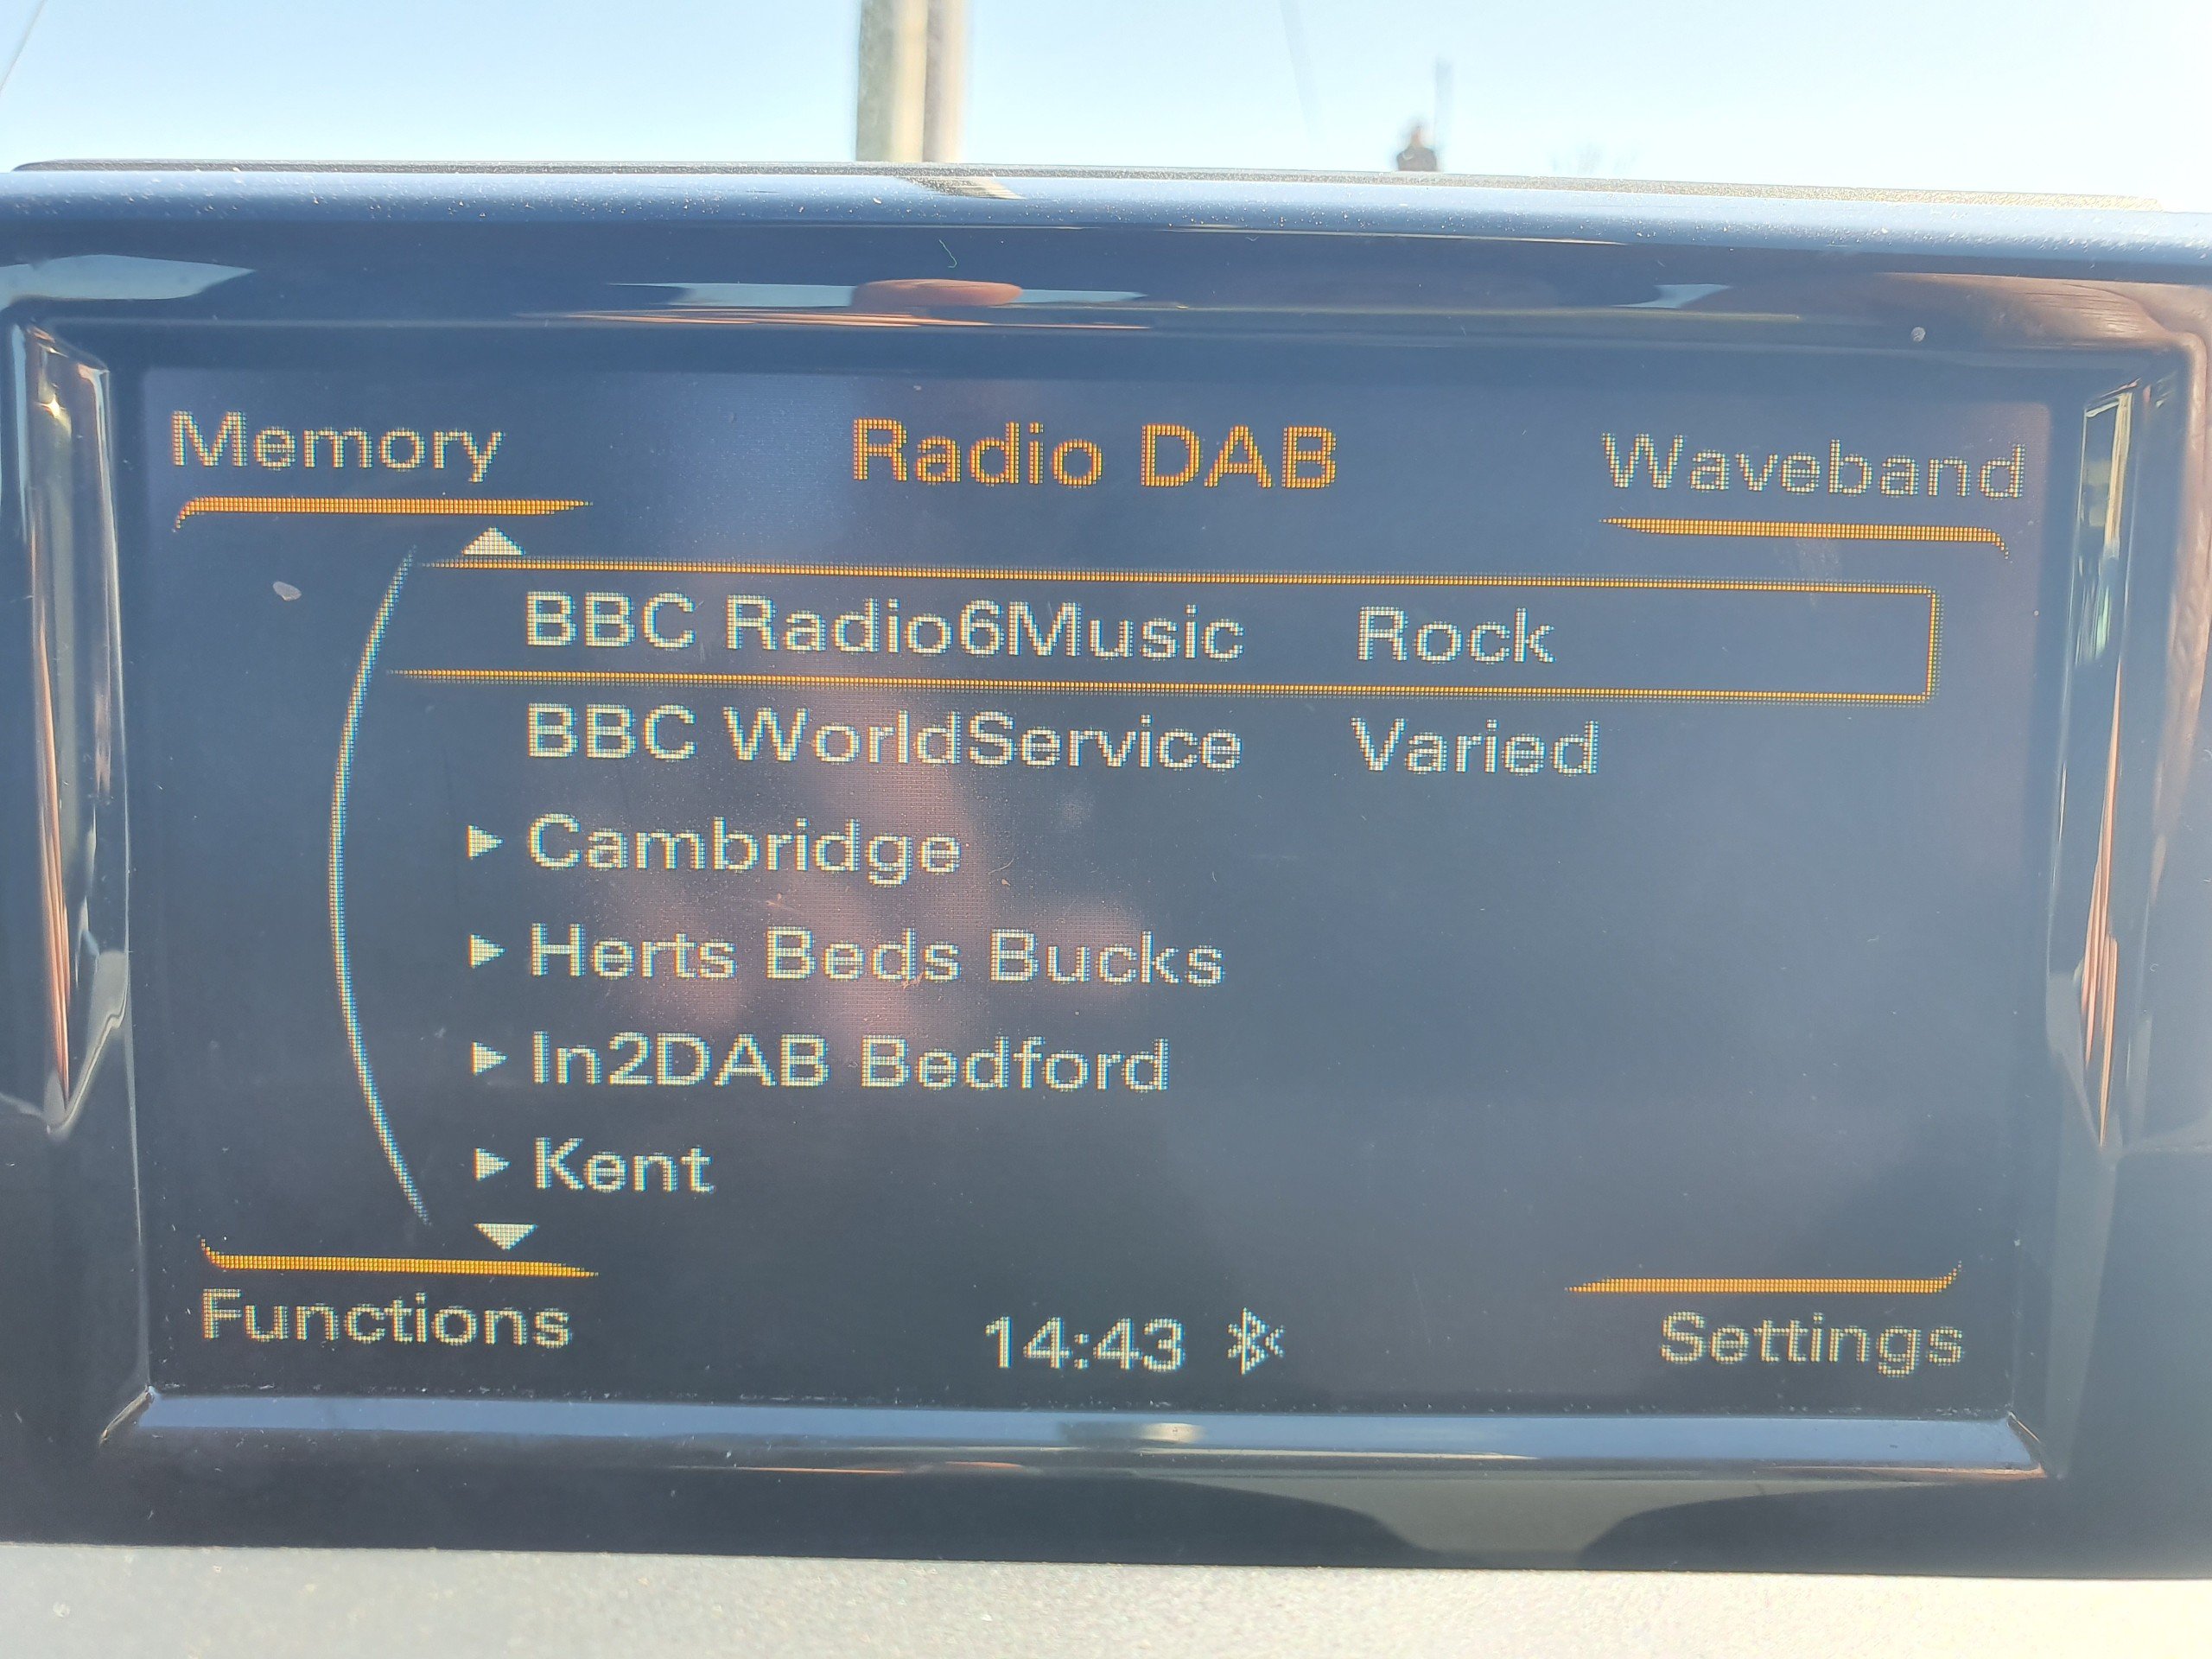 Memory Radio DAB Waveband
BBC Radio6Music Rock
BBC WorldService Varied
Cambridge
Herts Beds Bucks
In2DAB Bedford
Kent
Functions 14:43 Settings